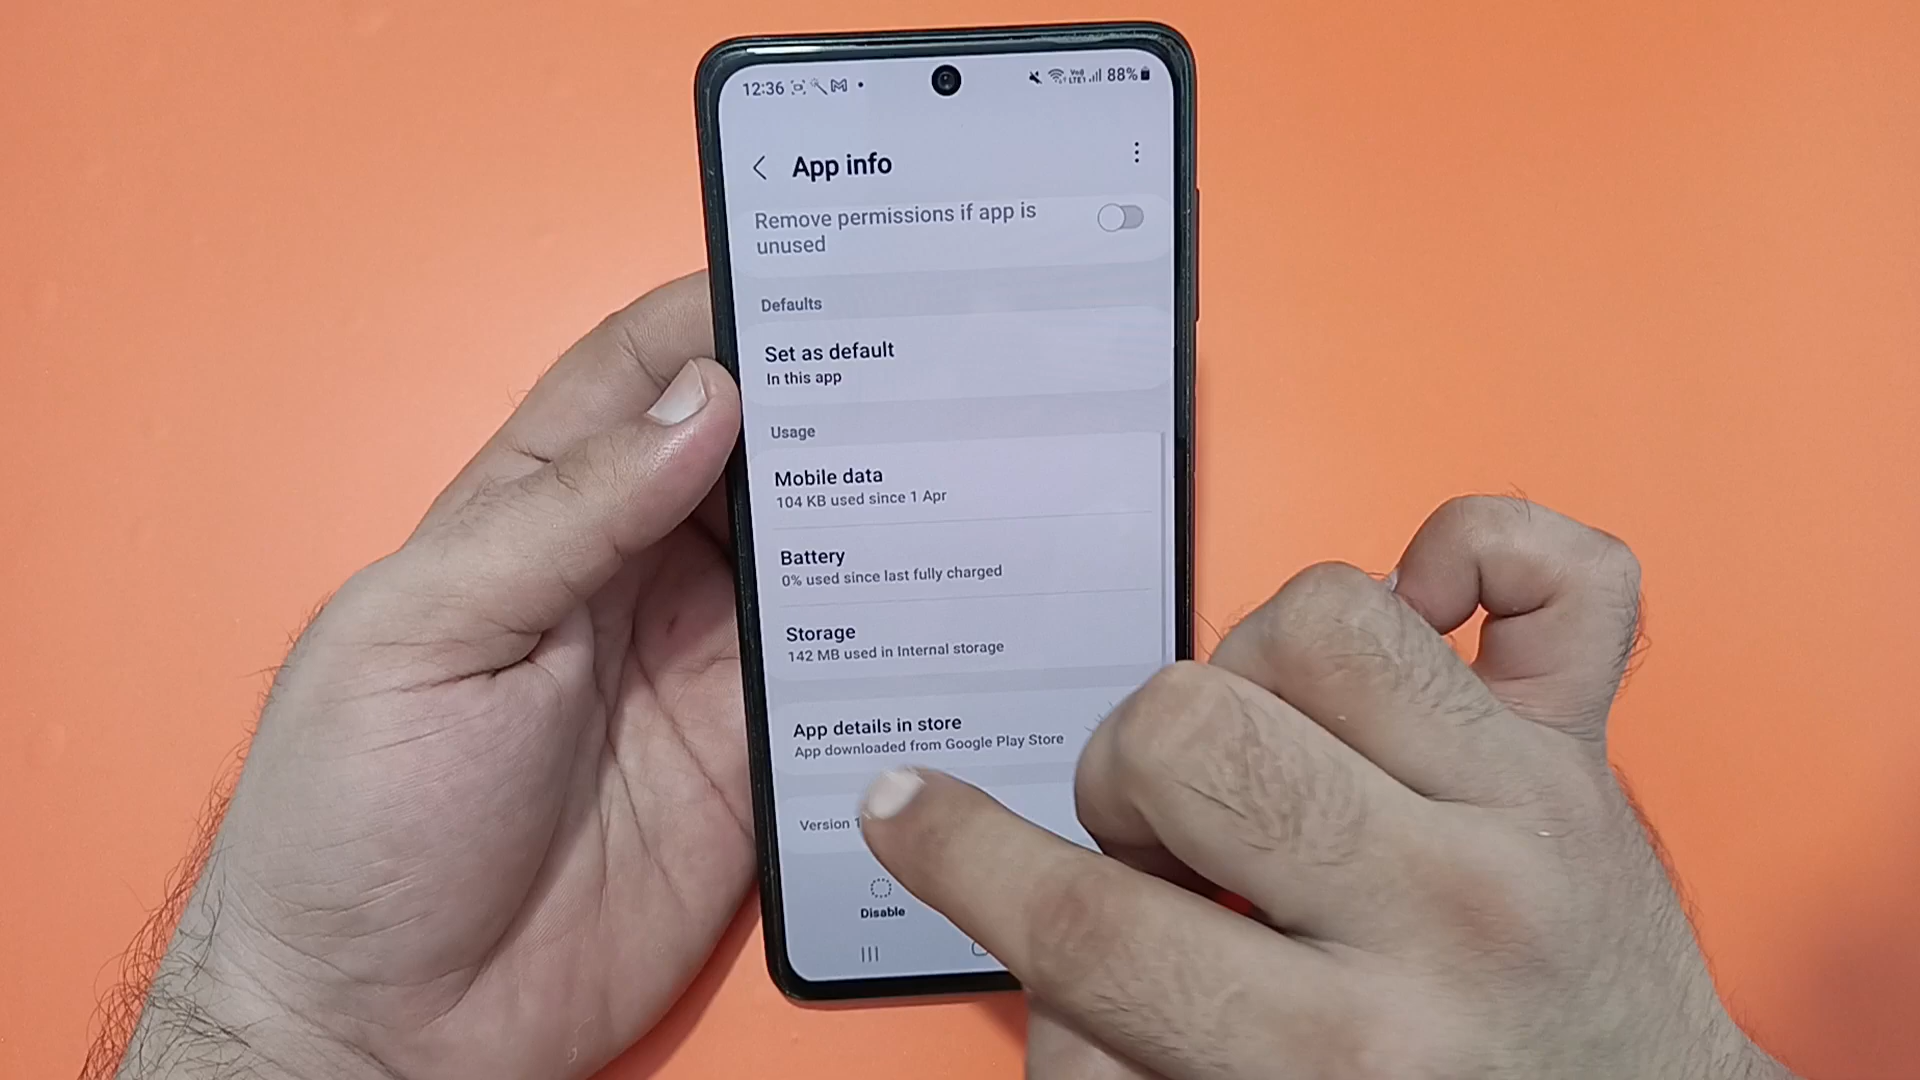 12:36
Vo)) LTE1 88%
App info
Remove permissions if app is
unused
Defaults
Set as default
In this app
Usage
Mobile data
104 KB used since 1 Apr
Battery
0% used since last fully charged
Storage
142 MB used in Internal storage
App details in store
App downloaded from Google Play Store
Version 1
Disable